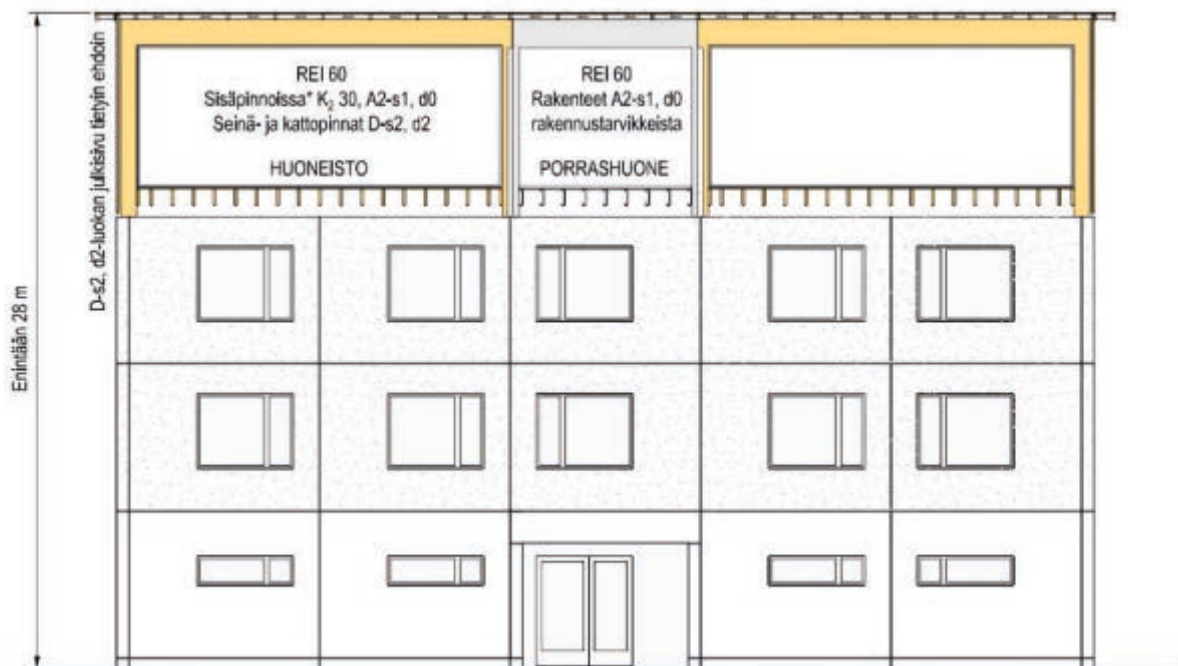 Enintään 28 m
D-s2, d2-luokan julkisivu tietyin ehdoin
REI 60
Sisäpinnoissa* K₂ 30, A2-s1, d0
Seinä- ja kattopinnat D-s2, d2
HUONEISTO
REI 60
Rakenteet A2-s1, d0
rakennustarvikkeista
PORRASHUONE